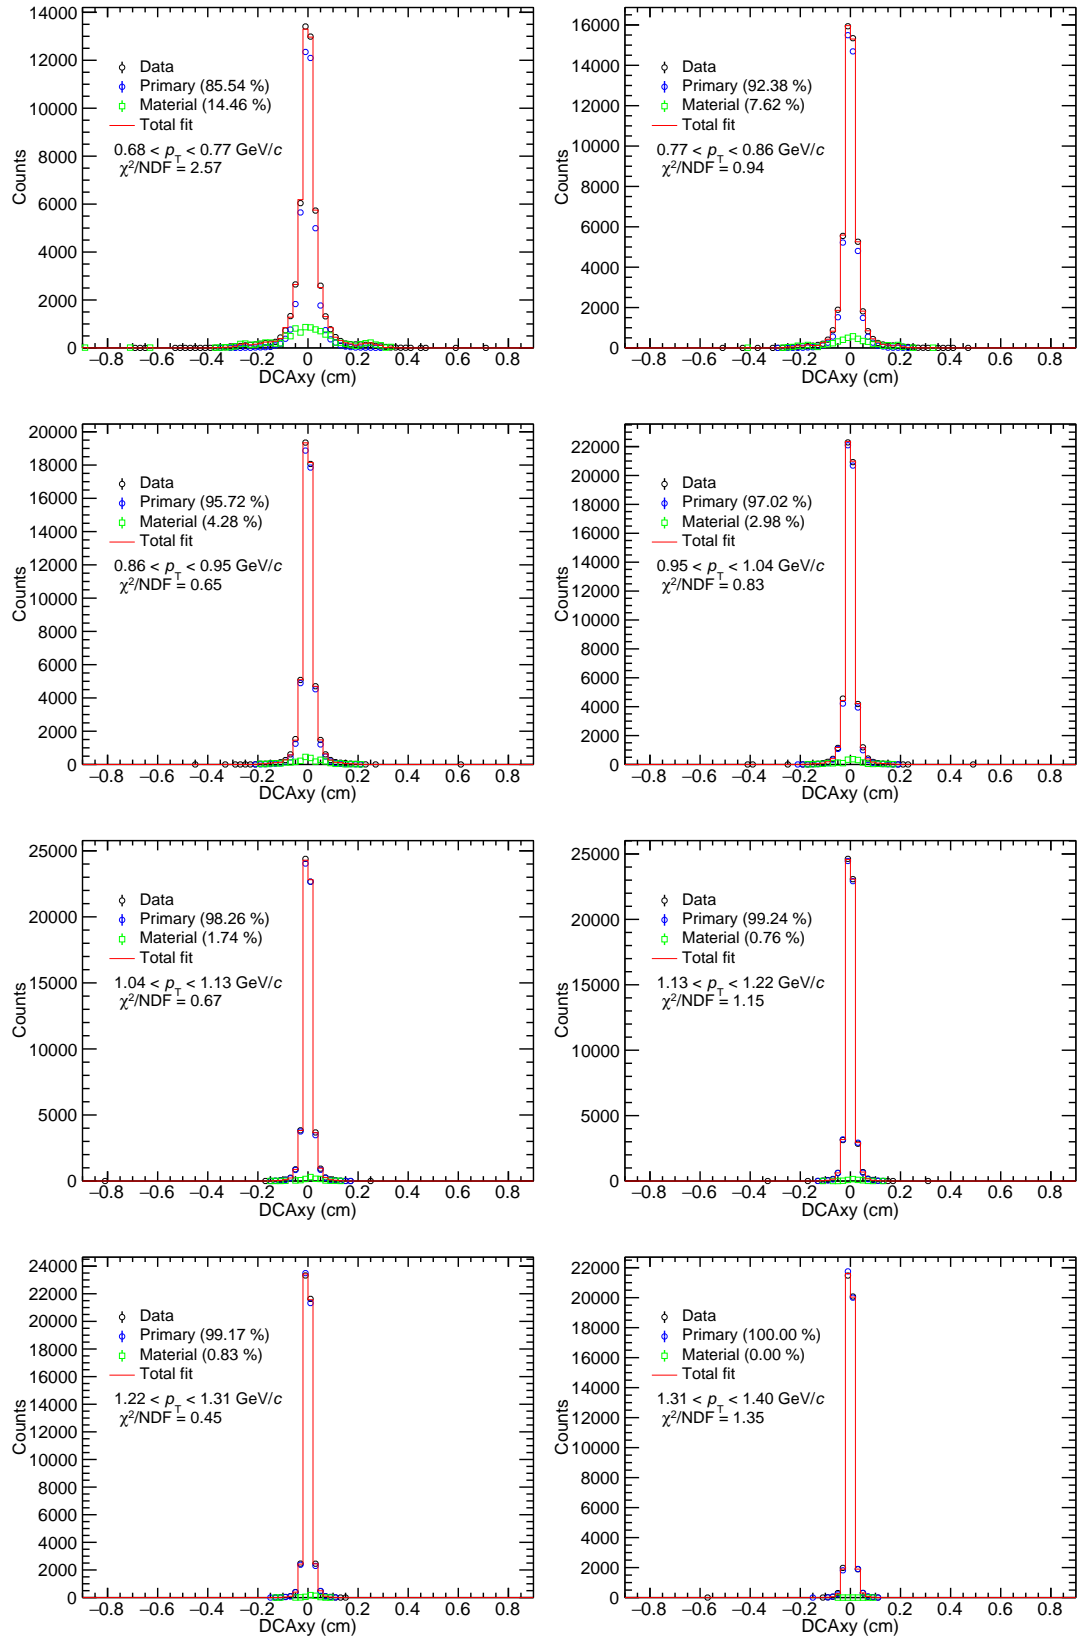 14000
12000
10000
8000
6000
4000
2000
0
Counts
Data
Primary (85.54 %)
Material (14.46 %)
Total fit
0.68 < p_T < 0.77 GeV/c
χ²/NDF = 2.57
−0.8 −0.6 −0.4 −0.2 0 0.2 0.4 0.6 0.8
DCAxy (cm)
16000
14000
12000
10000
8000
6000
4000
2000
0
Counts
Data
Primary (92.38 %)
Material (7.62 %)
Total fit
0.77 < p_T < 0.86 GeV/c
χ²/NDF = 0.94
−0.8 −0.6 −0.4 −0.2 0 0.2 0.4 0.6 0.8
DCAxy (cm)
20000
18000
16000
14000
12000
10000
8000
6000
4000
2000
0
Counts
Data
Primary (95.72 %)
Material (4.28 %)
Total fit
0.86 < p_T < 0.95 GeV/c
χ²/NDF = 0.65
−0.8 −0.6 −0.4 −0.2 0 0.2 0.4 0.6 0.8
DCAxy (cm)
22000
20000
18000
16000
14000
12000
10000
8000
6000
4000
2000
0
Counts
Data
Primary (97.02 %)
Material (2.98 %)
Total fit
0.95 < p_T < 1.04 GeV/c
χ²/NDF = 0.83
−0.8 −0.6 −0.4 −0.2 0 0.2 0.4 0.6 0.8
DCAxy (cm)
25000
20000
15000
10000
5000
0
Counts
Data
Primary (98.26 %)
Material (1.74 %)
Total fit
1.04 < p_T < 1.13 GeV/c
χ²/NDF = 0.67
−0.8 −0.6 −0.4 −0.2 0 0.2 0.4 0.6 0.8
DCAxy (cm)
25000
20000
15000
10000
5000
0
Counts
Data
Primary (99.24 %)
Material (0.76 %)
Total fit
1.13 < p_T < 1.22 GeV/c
χ²/NDF = 1.15
−0.8 −0.6 −0.4 −0.2 0 0.2 0.4 0.6 0.8
DCAxy (cm)
24000
22000
20000
18000
16000
14000
12000
10000
8000
6000
4000
2000
0
Counts
Data
Primary (99.17 %)
Material (0.83 %)
Total fit
1.22 < p_T < 1.31 GeV/c
χ²/NDF = 0.45
−0.8 −0.6 −0.4 −0.2 0 0.2 0.4 0.6 0.8
DCAxy (cm)
22000
20000
18000
16000
14000
12000
10000
8000
6000
4000
2000
0
Counts
Data
Primary (100.00 %)
Material (0.00 %)
Total fit
1.31 < p_T < 1.40 GeV/c
χ²/NDF = 1.35
−0.8 −0.6 −0.4 −0.2 0 0.2 0.4 0.6 0.8
DCAxy (cm)